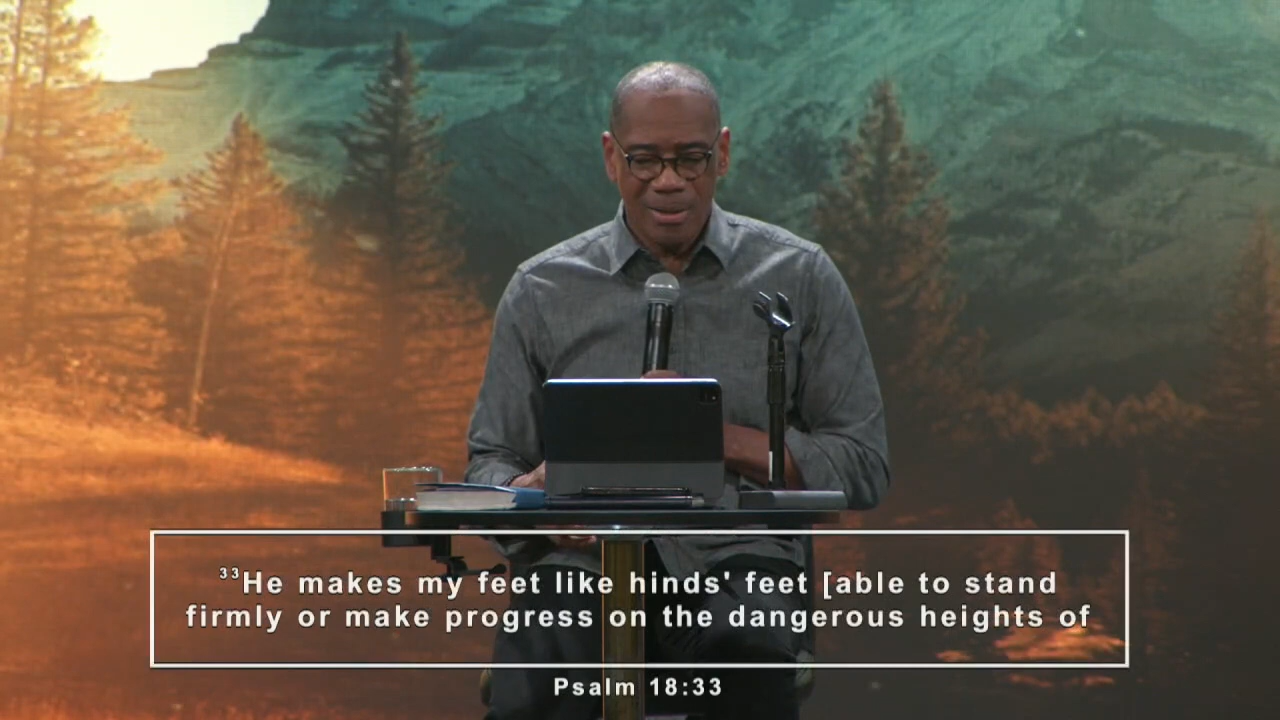 ³³He makes my feet like hinds' feet [able to stand
firmly or make progress on the dangerous heights of
Psalm 18:33